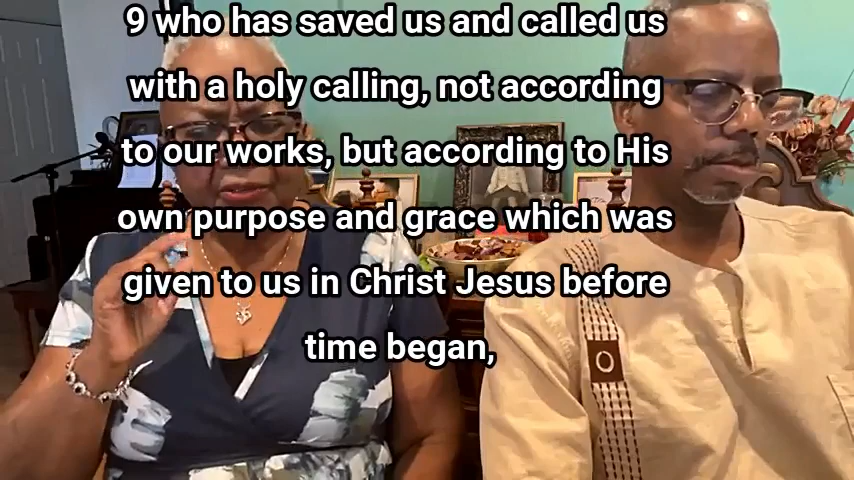 9 who has saved us and called us
with a holy calling, not according
to our works, but according to His
own purpose and grace which was
given to us in Christ Jesus before
time began,